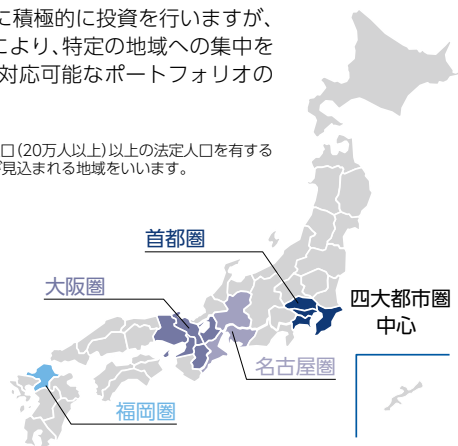 に積極的に投資を行いますが、
により、特定の地域への集中を
対応可能なポートフォリオの
口（20万人以上）以上の法定人口を有する
見込まれる地域をいいます。
首都圏
大阪圏
四大都市圏
中心
名古屋圏
福岡圏